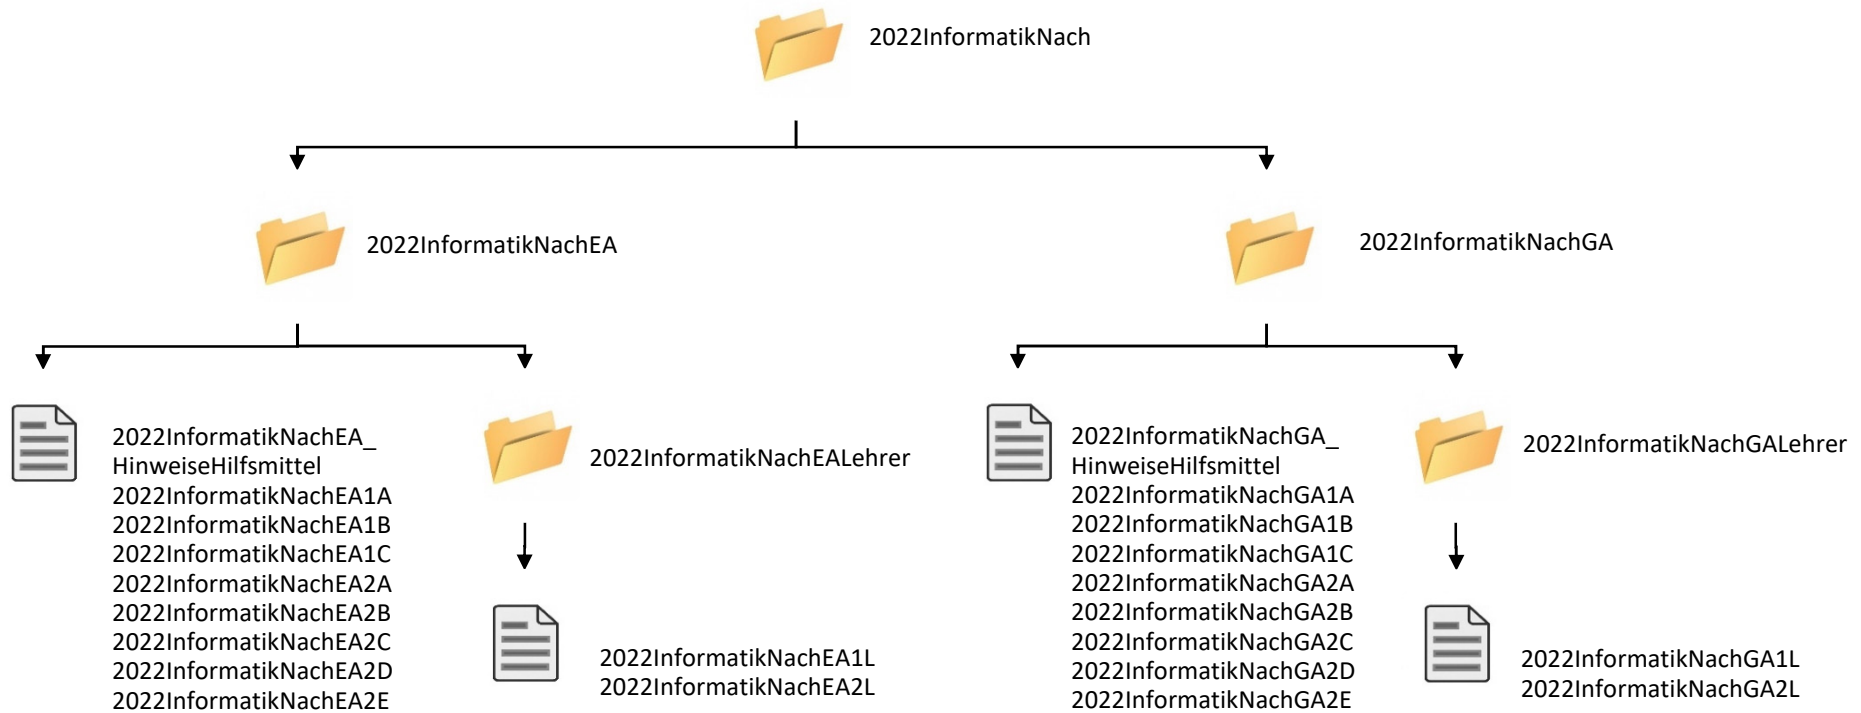 2022InformatikNach
2022InformatikNachEA
2022InformatikNachGA
2022InformatikNachEA_
HinweiseHilfsmittel
2022InformatikNachEA1A
2022InformatikNachEA1B
2022InformatikNachEA1C
2022InformatikNachEA2A
2022InformatikNachEA2B
2022InformatikNachEA2C
2022InformatikNachEA2D
2022InformatikNachEA2E
2022InformatikNachEALehrer
2022InformatikNachEA1L
2022InformatikNachEA2L
2022InformatikNachGA_
HinweiseHilfsmittel
2022InformatikNachGA1A
2022InformatikNachGA1B
2022InformatikNachGA1C
2022InformatikNachGA2A
2022InformatikNachGA2B
2022InformatikNachGA2C
2022InformatikNachGA2D
2022InformatikNachGA2E
2022InformatikNachGALehrer
2022InformatikNachGA1L
2022InformatikNachGA2L